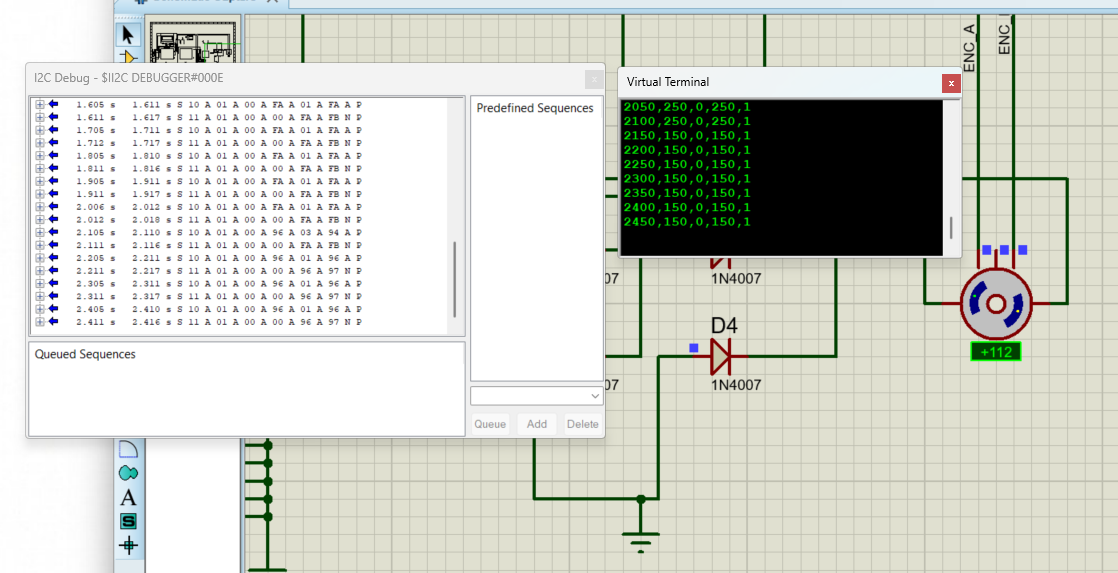 I2C Debug - $II2C DEBUGGER#000E
1.605 s 1.611 s S 10 A 01 A 00 A FA A 01 A FA A P
1.611 s 1.617 s S 11 A 01 A 00 A 00 A FA A FB N P
1.705 s 1.711 s S 10 A 01 A 00 A FA A 01 A FA A P
1.712 s 1.717 s S 11 A 01 A 00 A 00 A FA A FB N P
1.805 s 1.810 s S 10 A 01 A 00 A FA A 01 A FA A P
1.811 s 1.816 s S 11 A 01 A 00 A 00 A FA A FB N P
1.905 s 1.911 s S 10 A 01 A 00 A FA A 01 A FA A P
1.911 s 1.917 s S 11 A 01 A 00 A 00 A FA A FB N P
2.006 s 2.012 s S 10 A 01 A 00 A FA A 01 A FA A P
2.012 s 2.018 s S 11 A 01 A 00 A 00 A FA A FB N P
2.105 s 2.110 s S 10 A 01 A 00 A 96 A 03 A 94 A P
2.111 s 2.116 s S 11 A 01 A 00 A 00 A FA A FB N P
2.205 s 2.211 s S 10 A 01 A 00 A 96 A 01 A 96 A P
2.211 s 2.217 s S 11 A 01 A 00 A 00 A 96 A 97 N P
2.305 s 2.311 s S 10 A 01 A 00 A 96 A 01 A 96 A P
2.311 s 2.317 s S 11 A 01 A 00 A 00 A 96 A 97 N P
2.405 s 2.410 s S 10 A 01 A 00 A 96 A 01 A 96 A P
2.411 s 2.416 s S 11 A 01 A 00 A 00 A 96 A 97 N P
Predefined Sequences
Queued Sequences
Queue Add Delete
Virtual Terminal
2050,250,0,250,1
2100,250,0,250,1
2150,150,0,150,1
2200,150,0,150,1
2250,150,0,150,1
2300,150,0,150,1
2350,150,0,150,1
2400,150,0,150,1
2450,150,0,150,1
ENC_A
ENC_
07
1N4007
D4
07
1N4007
+112
A
S